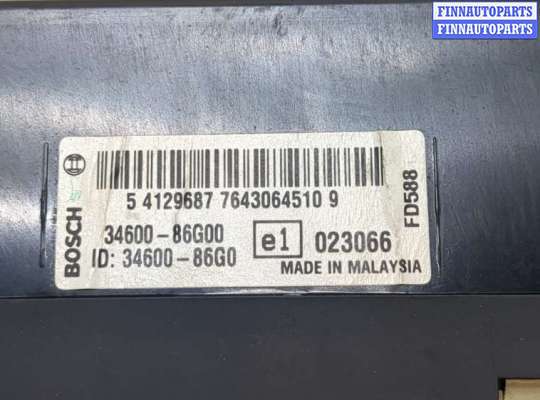 FINNAUTOPARTS
FINNAUTOPARTS
BOSCH
5 4129687 7643064510 9
34600-86G00
ID: 34600-86G0
e1
023066
MADE IN MALAYSIA
FD588